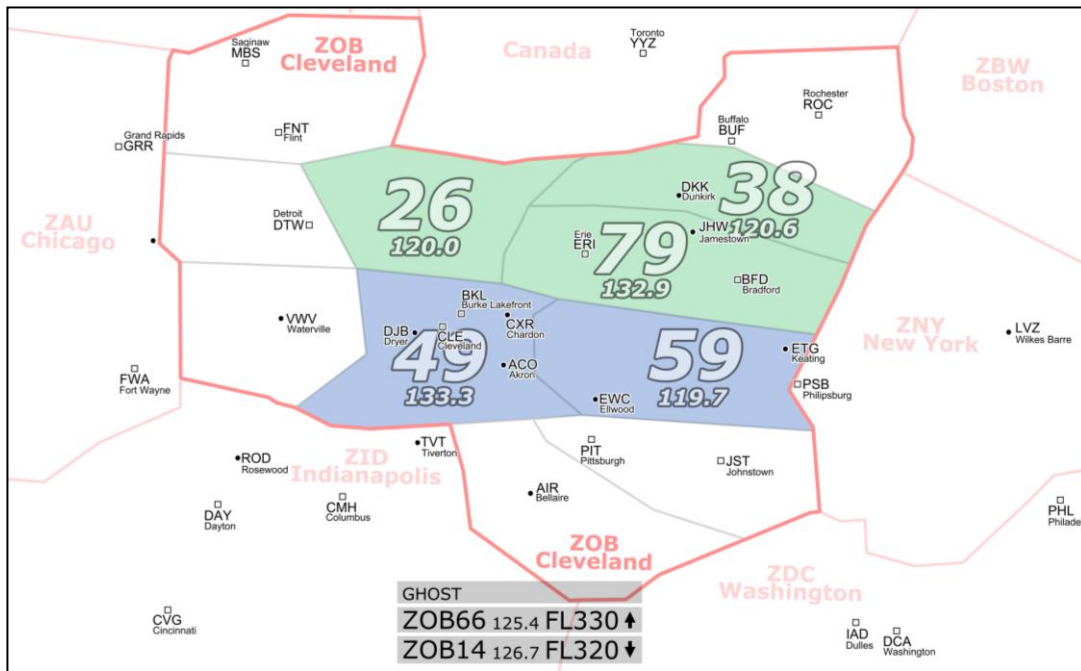 Saginaw
MBS
ZOB
Cleveland
Canada
Toronto
YYZ
ZBW
Boston
Rochester
ROC
Buffalo
BUF
Grand Rapids
GRR
FNT
Flint
26
120.0
DKK
Dunkirk
38
120.6
Detroit
DTW
ZAU
Chicago
Erie
ERI
79
132.9
JHW
Jamestown
BFD
Bradford
BKL
Burke Lakefront
VWV
Waterville
DJB
Dryer
CLE
Cleveland
CXR
Chardon
49
133.3
ACO
Akron
59
119.7
ETG
Keating
ZNY
New York
LVZ
Wilkes Barre
FWA
Fort Wayne
PSB
Philipsburg
EWC
Ellwood
TVT
Tiverton
PIT
Pittsburgh
ROD
Rosewood
ZID
Indianapolis
JST
Johnstown
AIR
Bellaire
DAY
Dayton
CMH
Columbus
PHL
Philade
ZOB
Cleveland
ZDC
Washington
GHOST
ZOB66 125.4 FL330 ↑
ZOB14 126.7 FL320 ↓
CVG
Cincinnati
IAD
Dulles
DCA
Washington